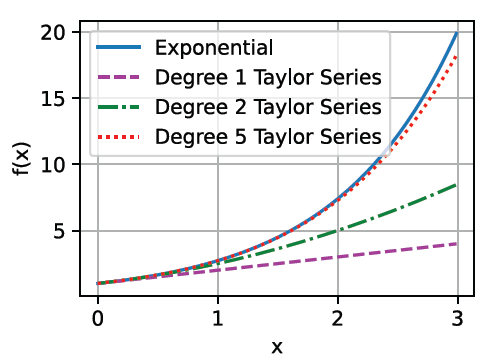 20
15
10
5
f(x)
Exponential
Degree 1 Taylor Series
Degree 2 Taylor Series
Degree 5 Taylor Series
0 1 2 3
x